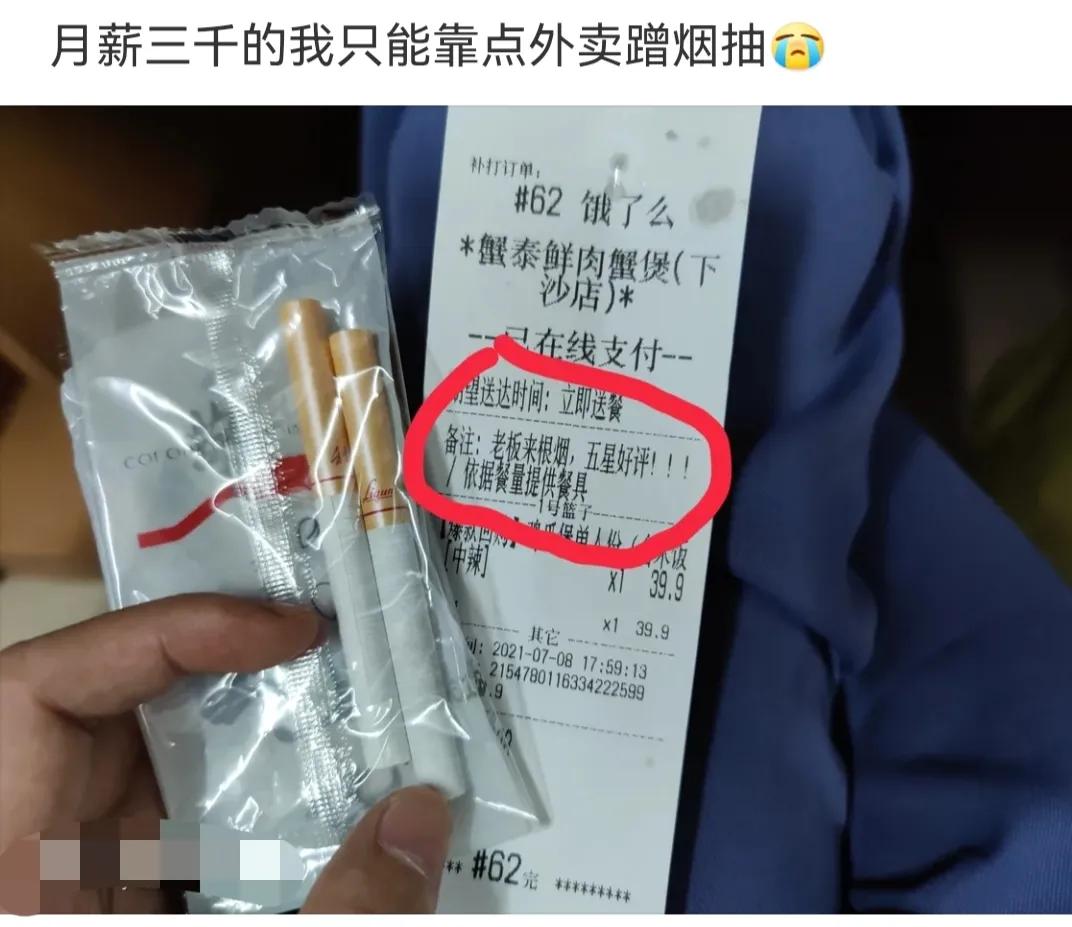 月薪三千的我只能靠点外卖蹭烟抽😭
补打订单:
#62 饿了么
*蟹泰鲜肉蟹煲(下
沙店)*
--已在线支付--
期望送达时间: 立即送餐
备注: 老板来根烟, 五星好评!!!
/ 依据餐量提供餐具
1号篮子
[中辣]
x1 39.9
x1 39.9
其它
2021-07-08 17:59:13
2154780116334222599
** #62完 *********
Liqun